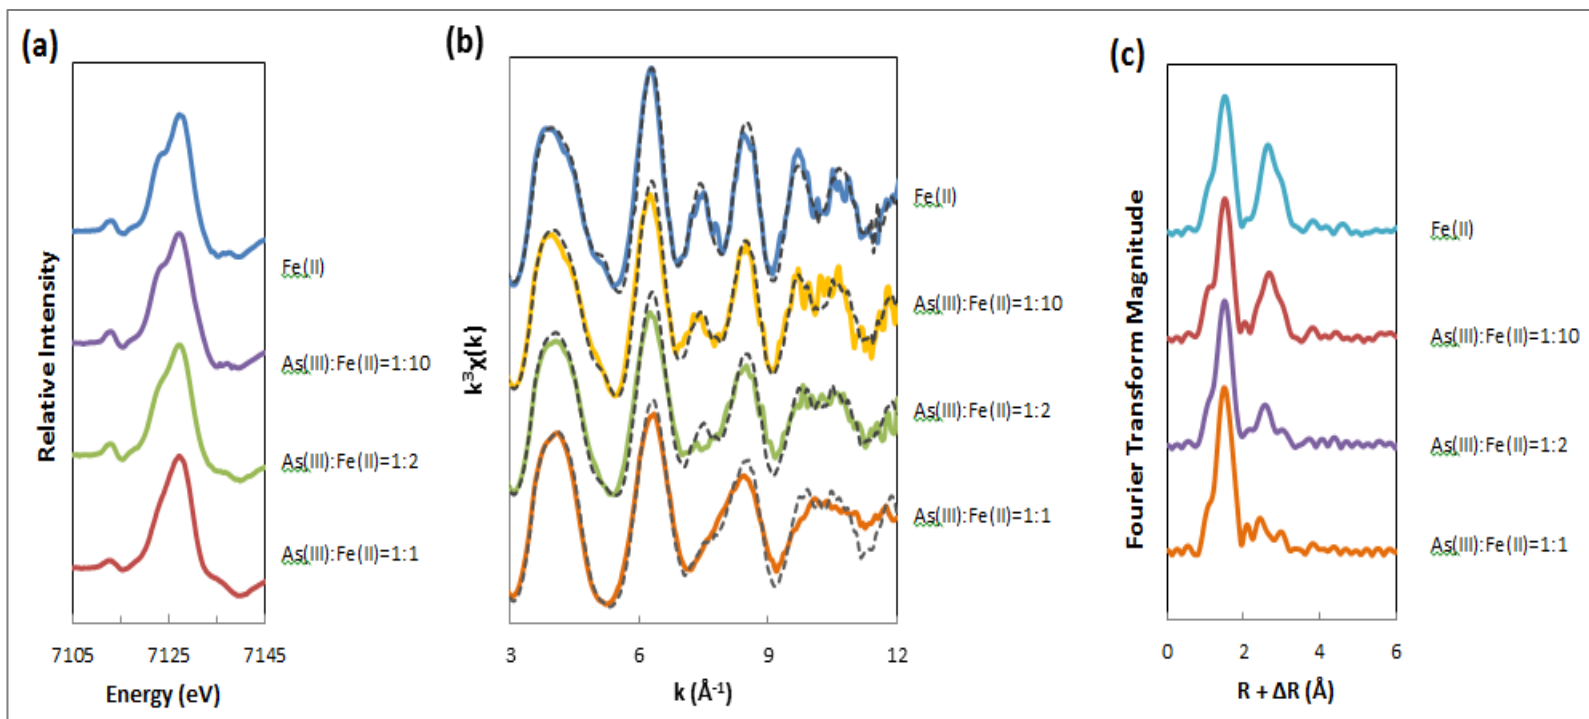 (a)
Relative Intensity
Fe(II)
As(III):Fe(II)=1:10
As(III):Fe(II)=1:2
As(III):Fe(II)=1:1
7105 7125 7145
Energy (eV)
(b)
k³χ(k)
Fe(II)
As(III):Fe(II)=1:10
As(III):Fe(II)=1:2
As(III):Fe(II)=1:1
3 6 9 12
k (Å⁻¹)
(c)
Fourier Transform Magnitude
Fe(II)
As(III):Fe(II)=1:10
As(III):Fe(II)=1:2
As(III):Fe(II)=1:1
0 2 4 6
R + ΔR (Å)